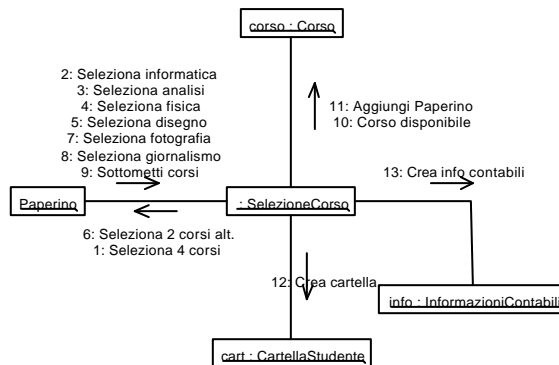 corso : Corso
2: Seleziona informatica
3: Seleziona analisi
4: Seleziona fisica
5: Seleziona disegno
7: Seleziona fotografia
8: Seleziona giornalismo
9: Sottometti corsi
11: Aggiungi Paperino
10: Corso disponibile
13: Crea info contabili
Paperino
: SelezioneCorso
6: Seleziona 2 corsi alt.
1: Seleziona 4 corsi
12: Crea cartella
info : InformazioniContabili
cart : CartellaStudente